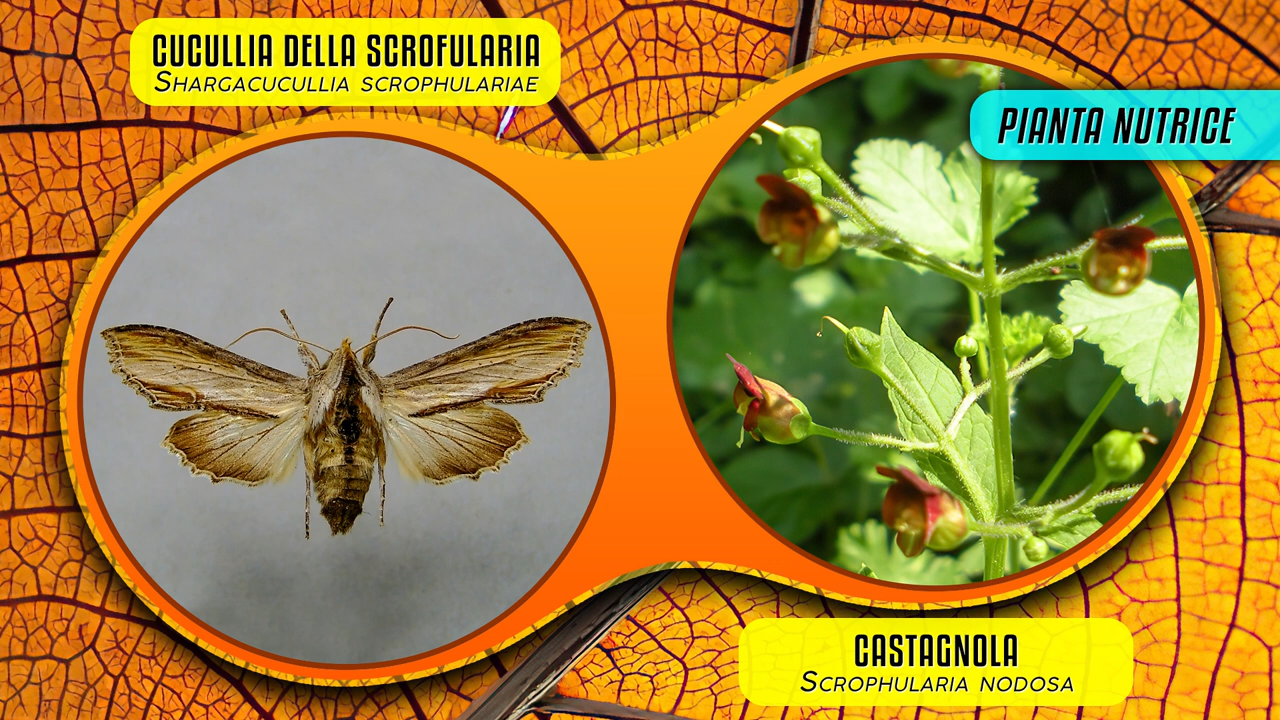 CUCULLIA DELLA SCROFULARIA
Shargacucullia scrophulariae
PIANTA NUTRICE
CASTAGNOLA
Scrophularia nodosa